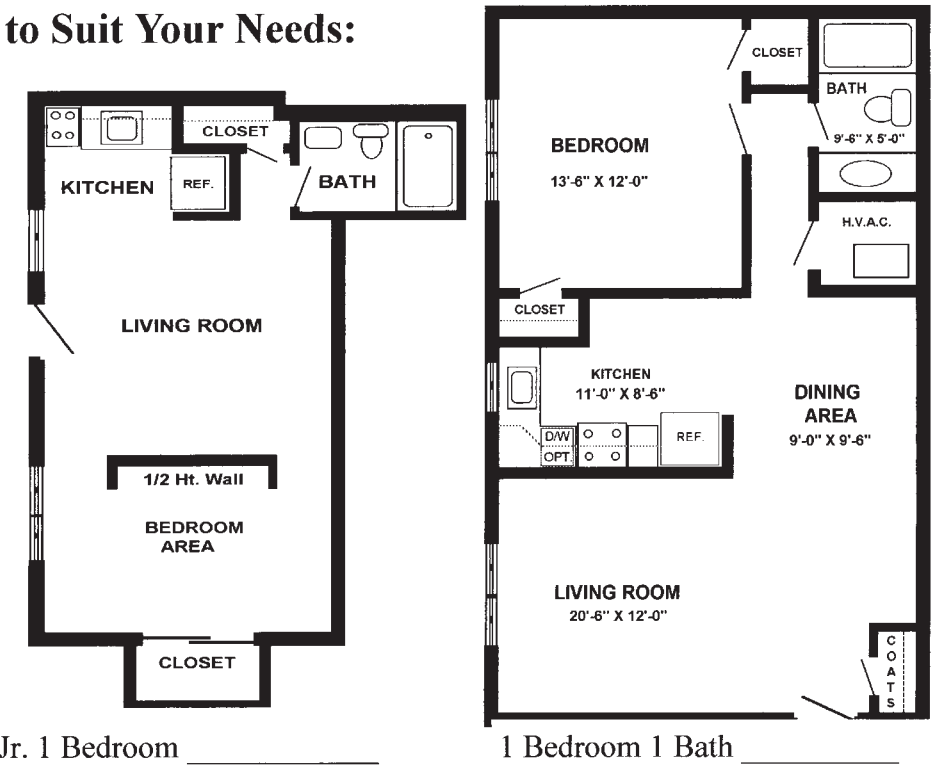 to Suit Your Needs:
CLOSET
KITCHEN
REF.
BATH
LIVING ROOM
1/2 Ht. Wall
BEDROOM
AREA
CLOSET
Jr. 1 Bedroom
CLOSET
BATH
9'-6" X 5'-0"
BEDROOM
13'-6" X 12'-0"
H.V.A.C.
CLOSET
KITCHEN
11'-0" X 8'-6"
DINING
AREA
9'-0" X 9'-6"
D/W
OPT.
REF.
LIVING ROOM
20'-6" X 12'-0"
COATS
1 Bedroom 1 Bath